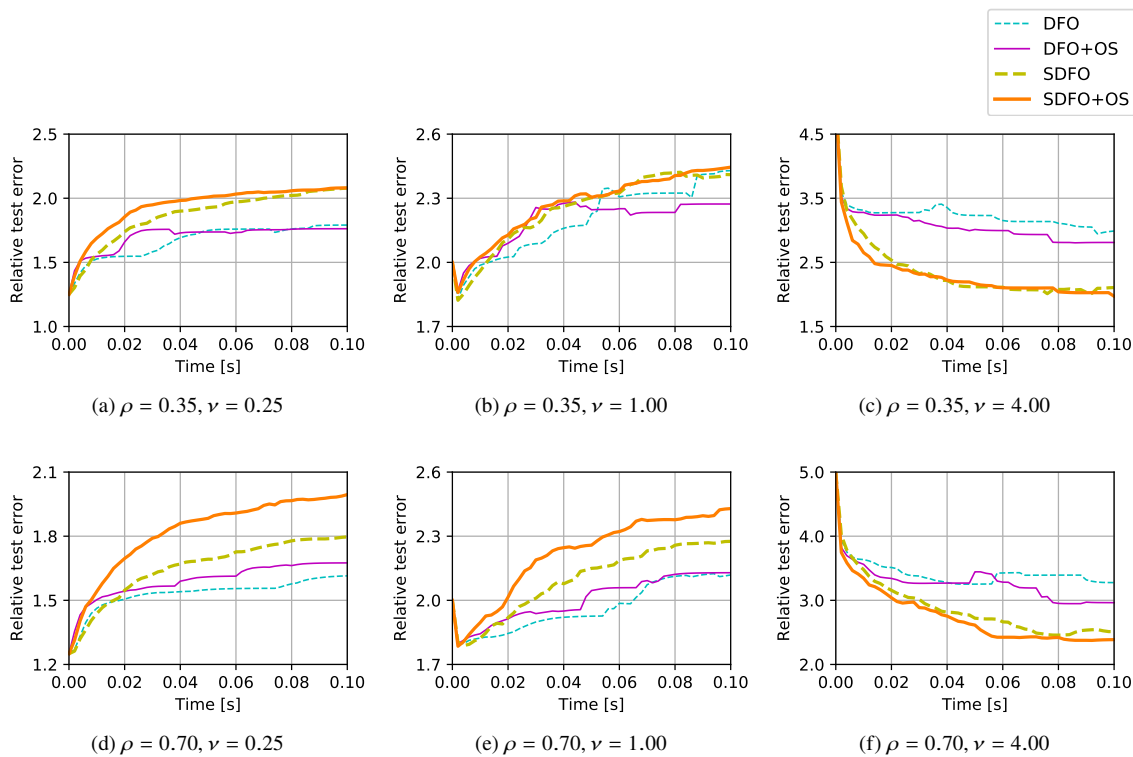 DFO
DFO+OS
SDFO
SDFO+OS
2.5
2.0
1.5
1.0
Relative test error
0.00 0.02 0.04 0.06 0.08 0.10
Time [s]
(a) ρ = 0.35, ν = 0.25
2.6
2.3
2.0
1.7
Relative test error
0.00 0.02 0.04 0.06 0.08 0.10
Time [s]
(b) ρ = 0.35, ν = 1.00
4.5
3.5
2.5
1.5
Relative test error
0.00 0.02 0.04 0.06 0.08 0.10
Time [s]
(c) ρ = 0.35, ν = 4.00
2.1
1.8
1.5
1.2
Relative test error
0.00 0.02 0.04 0.06 0.08 0.10
Time [s]
(d) ρ = 0.70, ν = 0.25
2.6
2.3
2.0
1.7
Relative test error
0.00 0.02 0.04 0.06 0.08 0.10
Time [s]
(e) ρ = 0.70, ν = 1.00
5.0
4.0
3.0
2.0
Relative test error
0.00 0.02 0.04 0.06 0.08 0.10
Time [s]
(f) ρ = 0.70, ν = 4.00